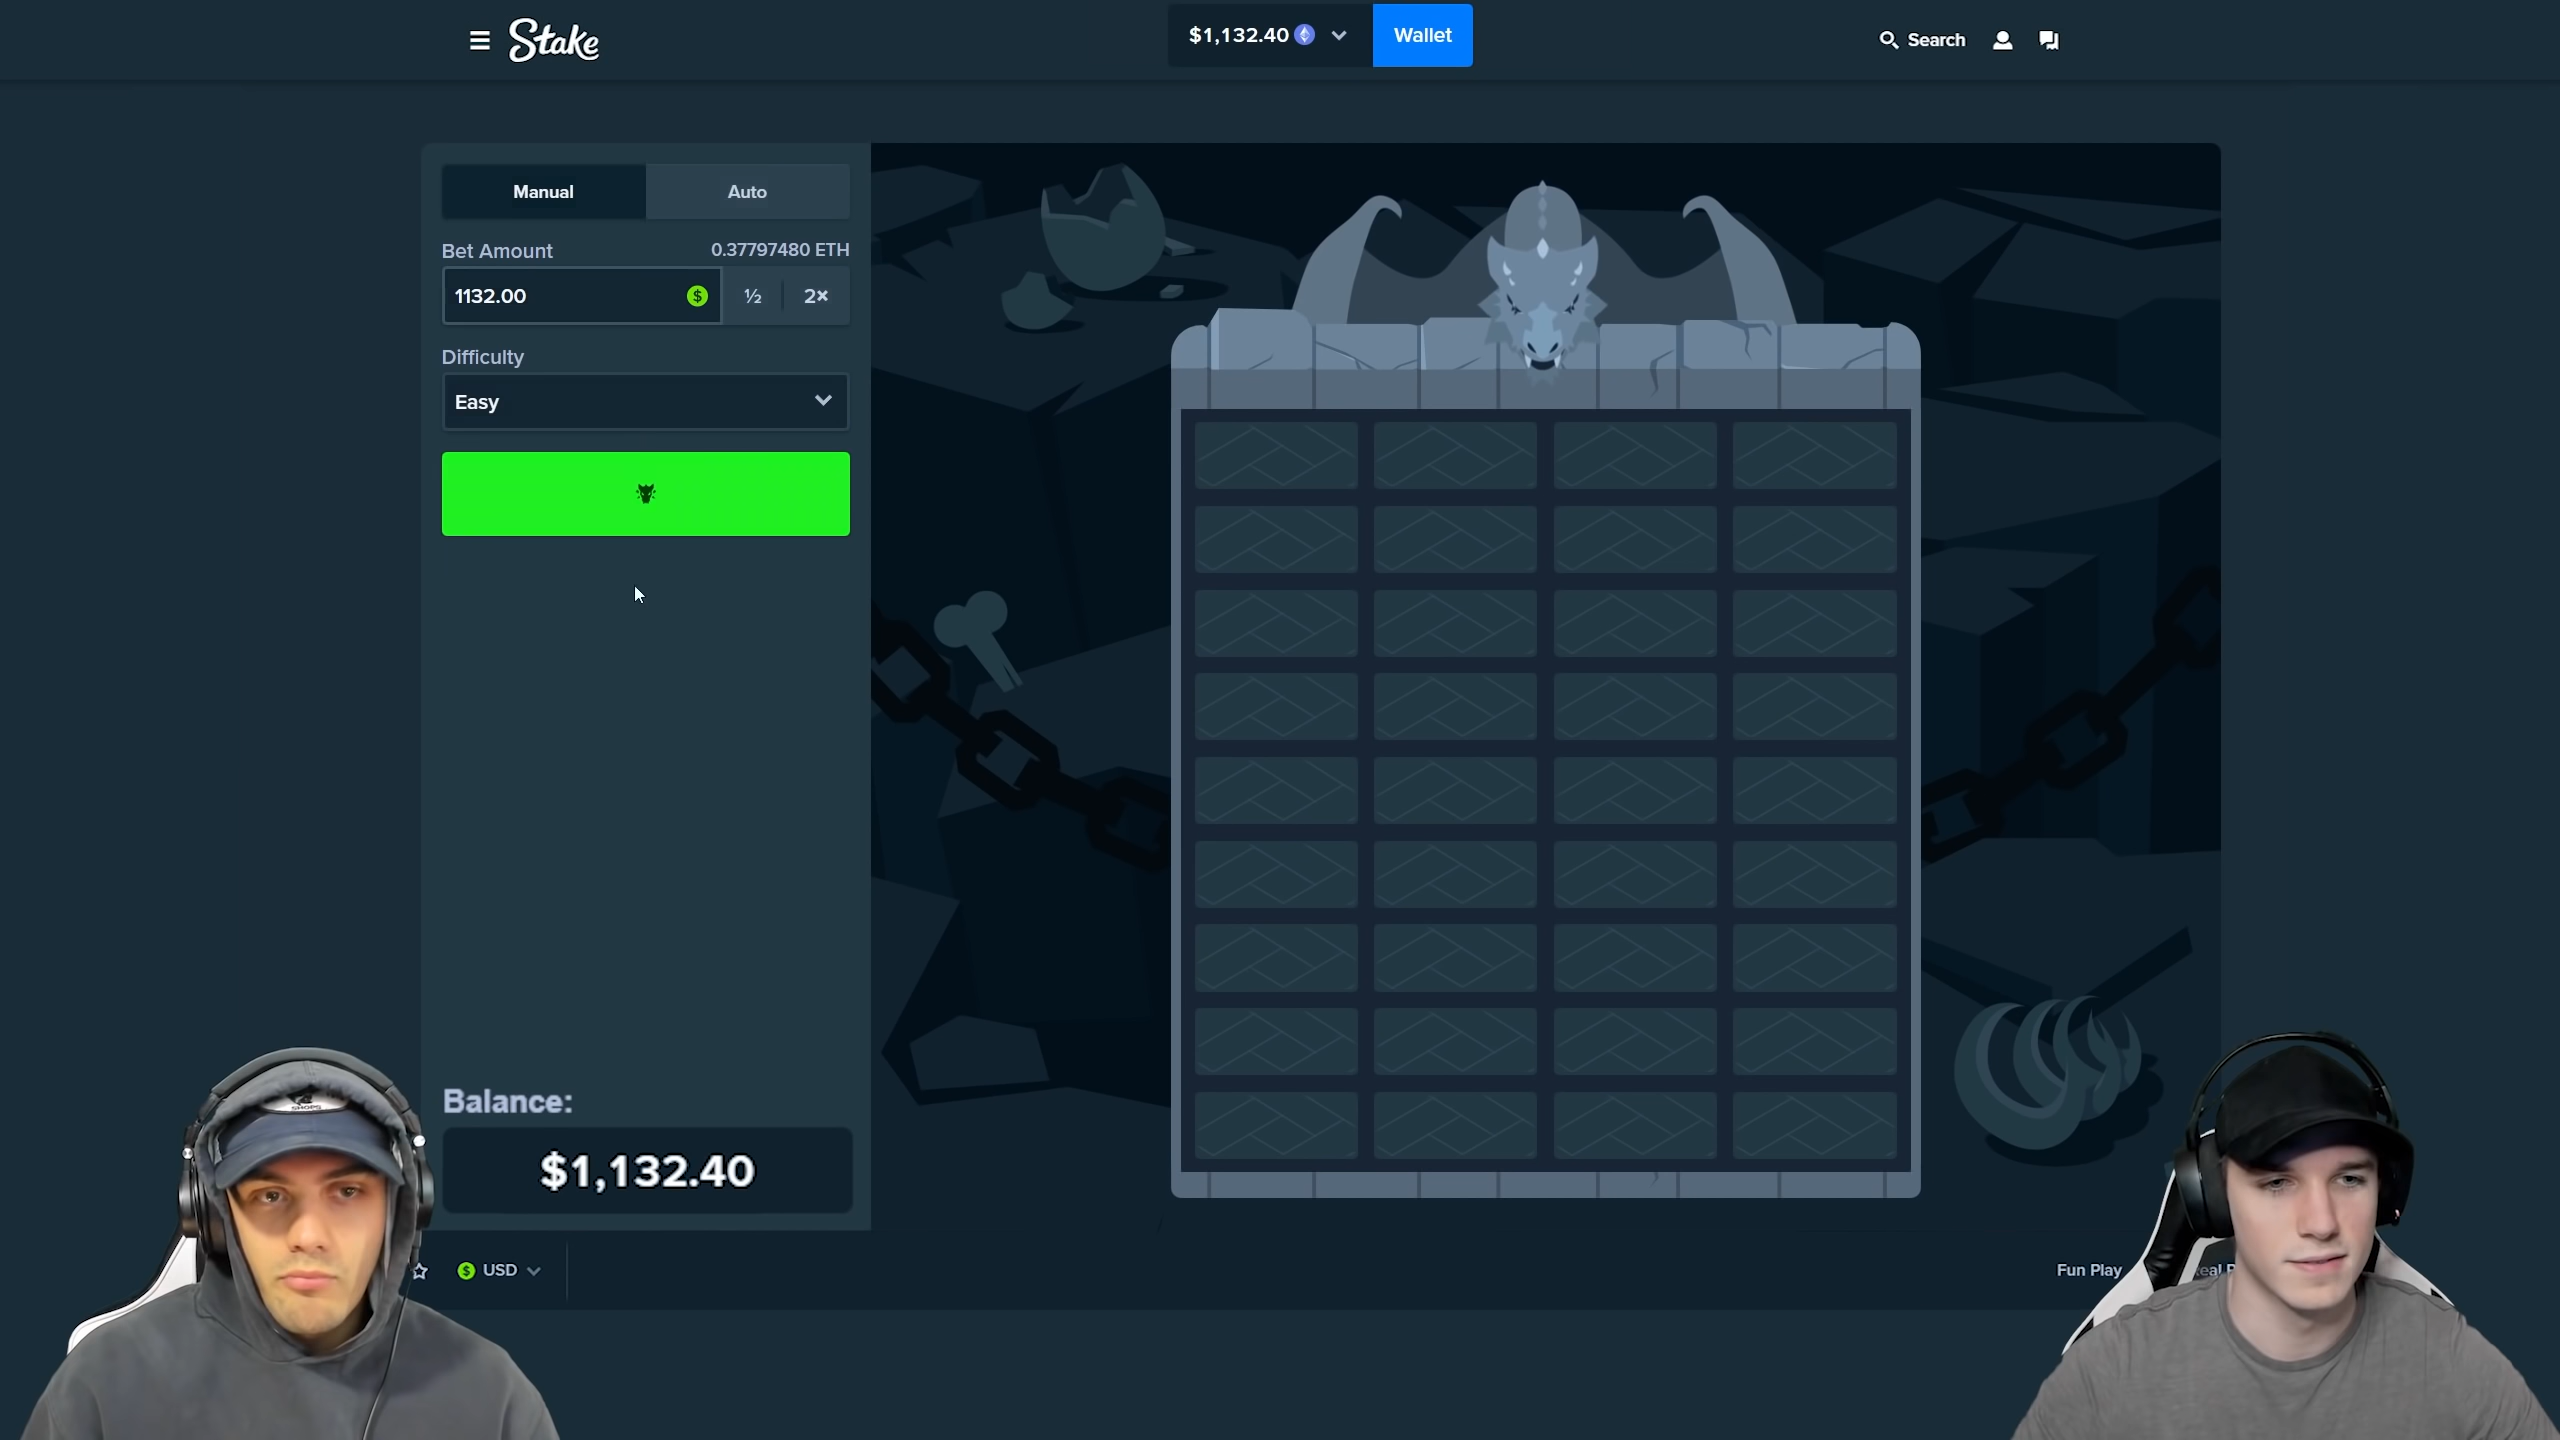 Stake
$1,132.40
Wallet
Search
Manual
Auto
Bet Amount
0.37797480 ETH
1132.00
$
½
2×
Difficulty
Easy
Balance:
$1,132.40
$
USD
Fun Play
SHOPS